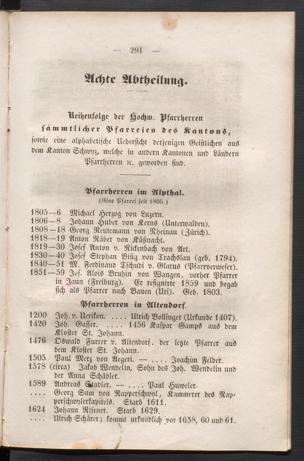 — 291 —
Achte Abtheilung.
Reihenfolge der Hochw. Pfarrherren
sämmtlicher Pfarreien des Kantons,
sowie eine alphabetische Uebersicht derjenigen Geistlichen aus
dem Kanton Schwyz, welche in andern Kantonen und Ländern
Pfarrherren ꝛc. geworden sind.
Pfarrherren im Alpthal.
(Eine Pfarrei seit 1805.)
1805—6 Michael Herzog von Luzern.
1806—8 Johann Huber von Kerns (Unterwalden).
1808—18 Georg Reutemann von Rheinau (Zürich).
1818—19 Anton Räber von Küßnacht.
1819—30 Josef Anton v. Rickenbach von Art.
1830—40 Josef Stephan Bisig von Trachslau (geb. 1794).
1840—51 M. Ferdinand Tschudi v. Glarus (Pfarrverweser).
1851—59 Jos. Alois Bruhin von Wangen, vorher Pfarrer
in Jaun (Freiburg). Er resignirte 1859 und begab
sich als Pfarrer nach Bauen (Uri). Geb. 1803.
Pfarrherren in Altendorf.
1200 Joh. v. Uerikon. .... Ulrich Bollinger (Urkunde 1407).
1420 Joh. Gasser. .... 1456 Kaspar Gamps aus dem
Kloster St. Johann.
1476 Oswald Furrer v. Altendorf, der letzte Pfarrer aus
dem Kloster St. Johann.
1505 Paul Merz von Aegeri. — .... Joachim Felder.
1578 (circa) Jakob Wendelin, Sohn des Joh. Wendelin und
der Anna Schädler.
1589 Andreas Stadler. — .... Paul Huweler.
.... Georg Sum von Rapperschwyl, Kammerer des Rap-
perschwylerkapitels. Starb 1611.
1624 Johann Risener. Starb 1629.
.... Ulrich Schärer; kommt urkundlich vor 1658, 60 und 61.